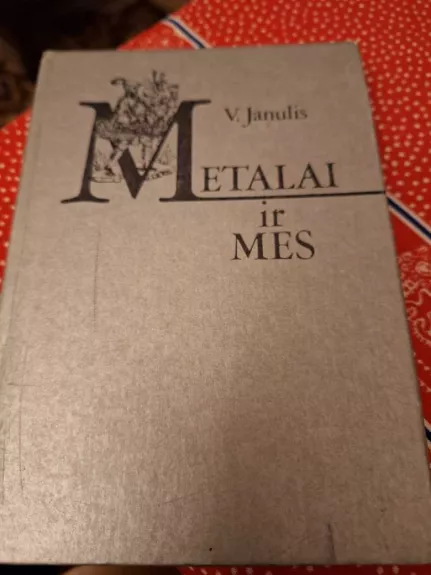 V. Janulis
METALAI
ir
MES